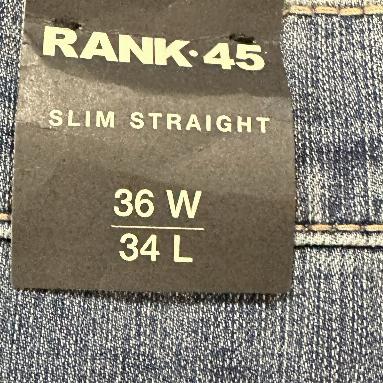 RANK·45
SLIM STRAIGHT
36 W
34 L